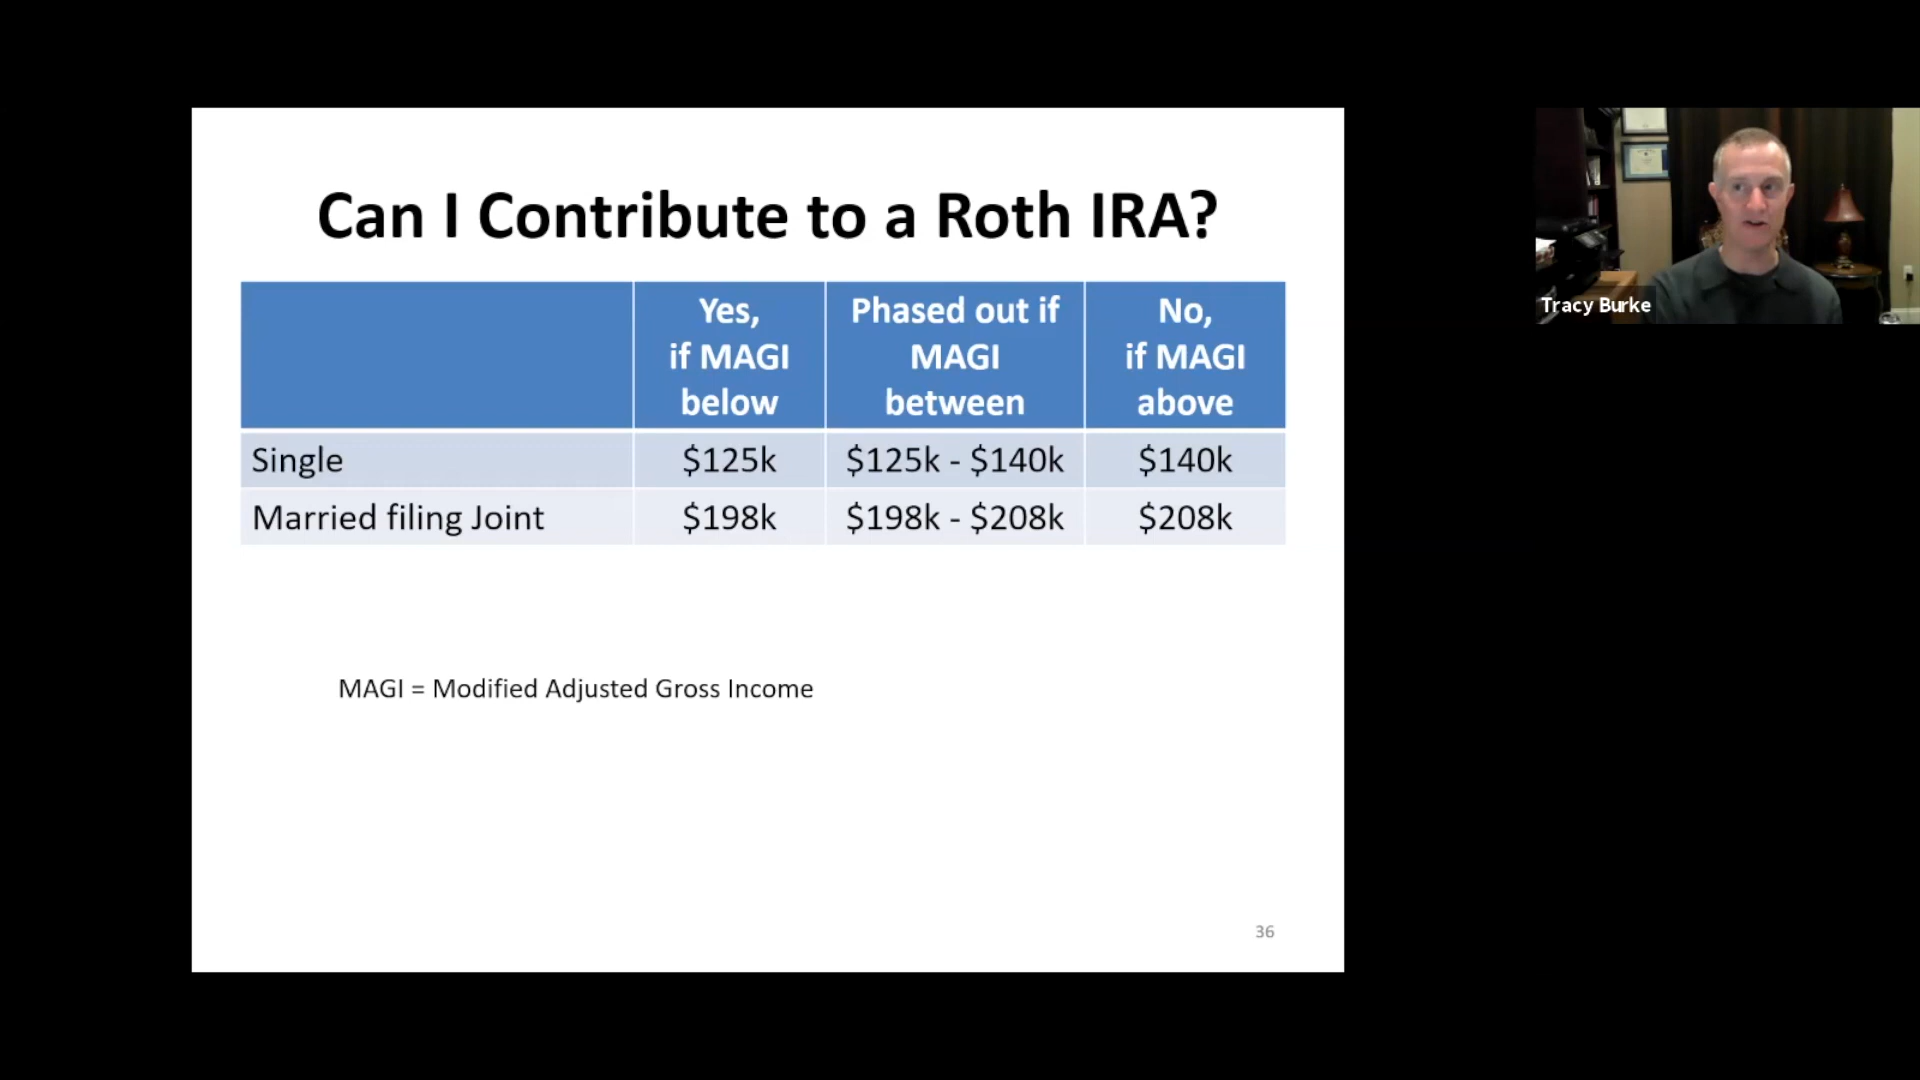 Can I Contribute to a Roth IRA?
Yes,
if MAGI
below
Phased out if
MAGI
between
No,
if MAGI
above
Single $125k $125k - $140k $140k
Married filing Joint $198k $198k - $208k $208k
MAGI = Modified Adjusted Gross Income
36
Tracy Burke